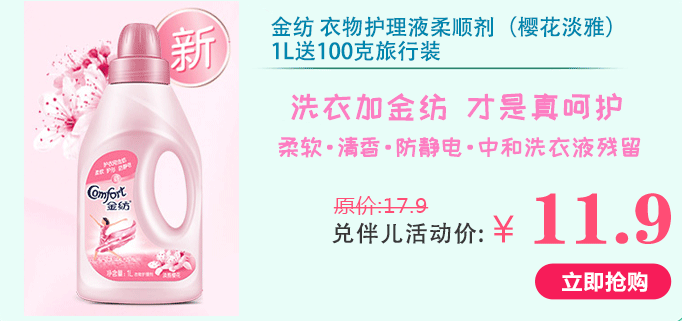 新
金纺 衣物护理液柔顺剂（樱花淡雅）
1L送100克旅行装
洗衣加金纺 才是真呵护
柔软·清香·防静电·中和洗衣液残留
Comfort
金纺
原价:17.9
兑伴儿活动价:¥11.9
立即抢购